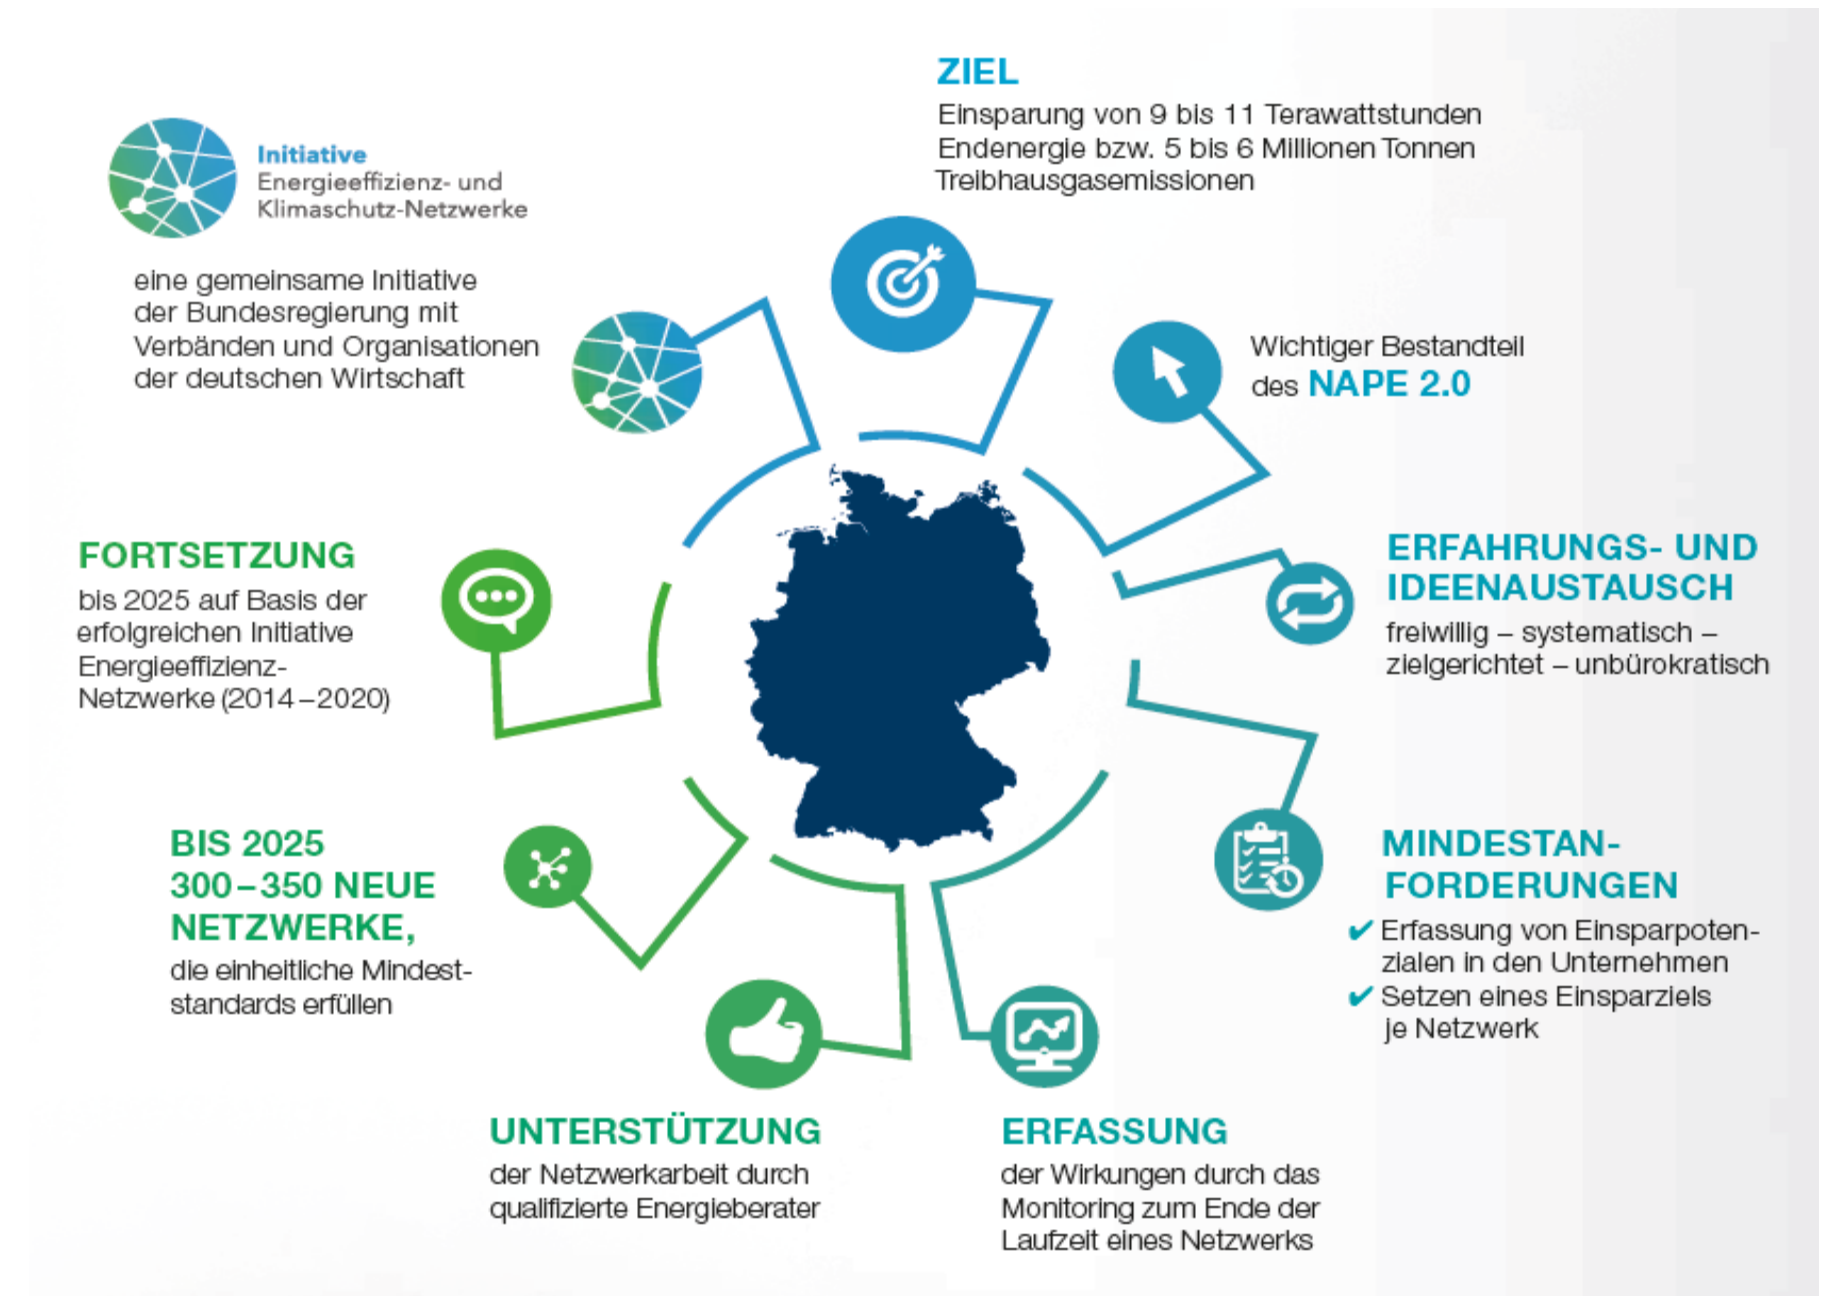 Initiative
Energieeffizienz- und
Klimaschutz-Netzwerke
eine gemeinsame Initiative
der Bundesregierung mit
Verbänden und Organisationen
der deutschen Wirtschaft
ZIEL
Einsparung von 9 bis 11 Terawattstunden
Endenergie bzw. 5 bis 6 Millionen Tonnen
Treibhausgasemissionen
Wichtiger Bestandteil
des NAPE 2.0
ERFAHRUNGS- UND
IDEENAUSTAUSCH
freiwillig – systematisch –
zielgerichtet – unbürokratisch
MINDESTAN-
FORDERUNGEN
✔ Erfassung von Einsparpoten-
zialen in den Unternehmen
✔ Setzen eines Einsparziels
je Netzwerk
ERFASSUNG
der Wirkungen durch das
Monitoring zum Ende der
Laufzeit eines Netzwerks
UNTERSTÜTZUNG
der Netzwerkarbeit durch
qualifizierte Energieberater
BIS 2025
300–350 NEUE
NETZWERKE,
die einheitliche Mindest-
standards erfüllen
FORTSETZUNG
bis 2025 auf Basis der
erfolgreichen Initiative
Energieeffizienz-
Netzwerke (2014–2020)